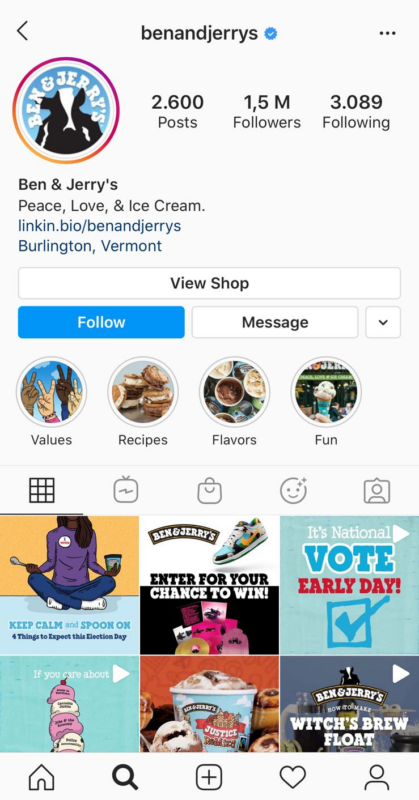 benandjerrys
BEN & JERRY'S
2.600
1,5 M
3.089
Posts
Followers
Following
Ben & Jerry's
Peace, Love, & Ice Cream.
linkin.bio/benandjerrys
Burlington, Vermont
View Shop
Follow
Message
Values
Recipes
Flavors
Fun
KEEP CALM and SPOON ON
4 Things to Expect this Election Day
BEN & JERRY'S
ENTER FOR YOUR
CHANCE TO WIN!
It's National
VOTE
EARLY DAY!
If you care about
BEN & JERRY'S
JUSTICE
BEN & JERRY'S
HOW TO MAKE
WITCH'S BREW
FLOAT